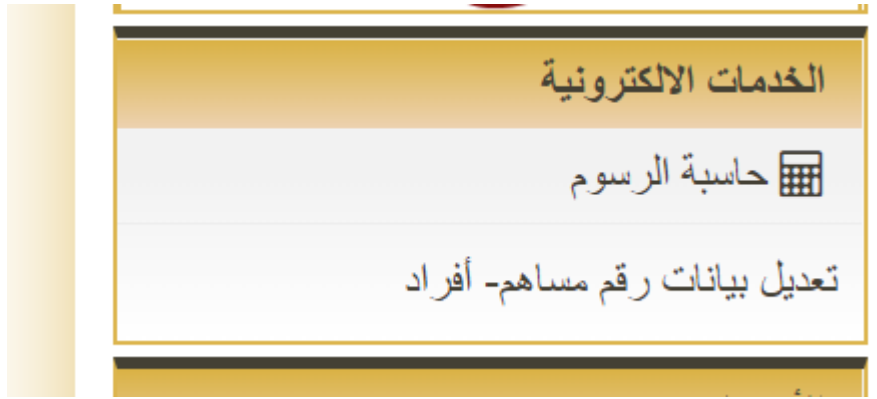 الخدمات الالكترونية
حاسبة الرسوم
تعديل بيانات رقم مساهم- أفراد